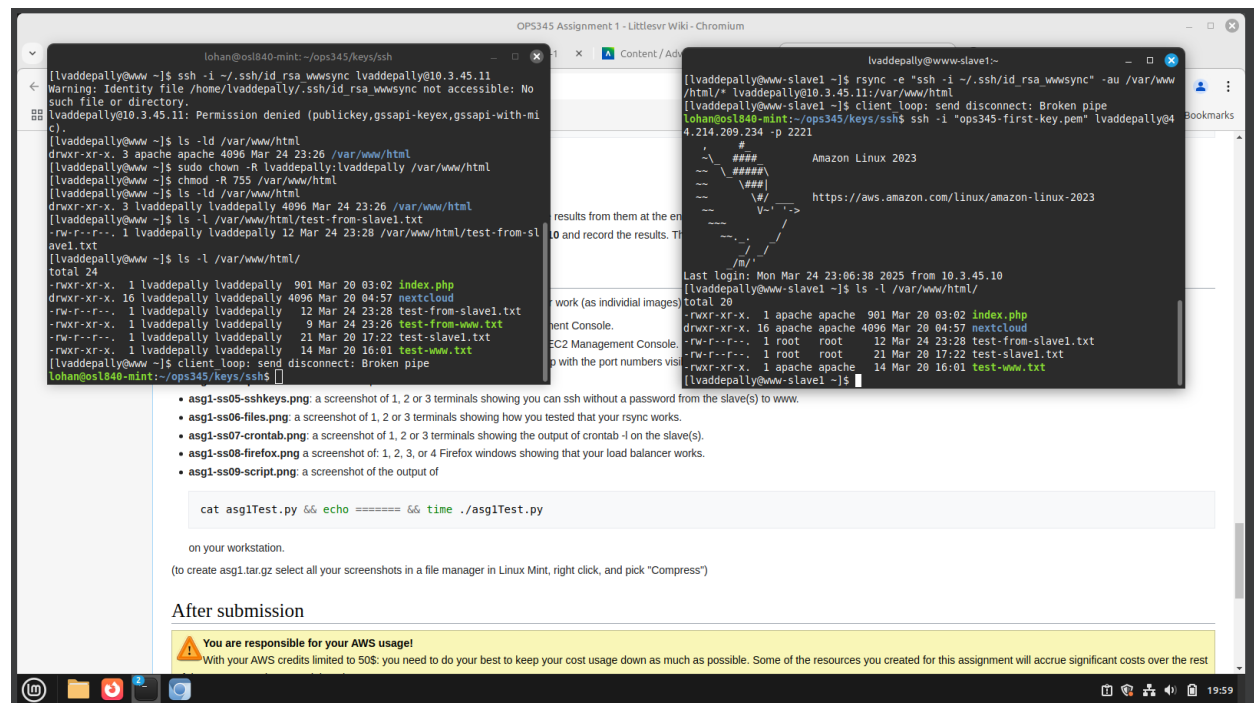 OPS345 Assignment 1 - Littlesvr Wiki - Chromium
Content / Adv
Bookmarks
lohan@osl840-mint: ~/ops345/keys/ssh
[lvaddepally@www ~]$ ssh -i ~/.ssh/id_rsa_wwwsync lvaddepally@10.3.45.11
Warning: Identity file /home/lvaddepally/.ssh/id_rsa_wwwsync not accessible: No
such file or directory.
lvaddepally@10.3.45.11: Permission denied (publickey,gssapi-keyex,gssapi-with-mi
c).
[lvaddepally@www ~]$ ls -ld /var/www/html
drwxr-xr-x. 3 apache apache 4096 Mar 24 23:26 /var/www/html
[lvaddepally@www ~]$ sudo chown -R lvaddepally:lvaddepally /var/www/html
[lvaddepally@www ~]$ chmod -R 755 /var/www/html
[lvaddepally@www ~]$ ls -ld /var/www/html
drwxr-xr-x. 3 lvaddepally lvaddepally 4096 Mar 24 23:26 /var/www/html
[lvaddepally@www ~]$ ls -l /var/www/html/test-from-slave1.txt
-rw-r--r--. 1 lvaddepally lvaddepally 12 Mar 24 23:28 /var/www/html/test-from-sl
ave1.txt
[lvaddepally@www ~]$ ls -l /var/www/html/
total 24
-rwxr-xr-x. 1 lvaddepally lvaddepally 901 Mar 20 03:02 index.php
drwxr-xr-x. 16 lvaddepally lvaddepally 4096 Mar 20 04:57 nextcloud
-rw-r--r--. 1 lvaddepally lvaddepally 12 Mar 24 23:28 test-from-slave1.txt
-rwxr-xr-x. 1 lvaddepally lvaddepally 9 Mar 24 23:26 test-from-www.txt
-rw-r--r--. 1 lvaddepally lvaddepally 21 Mar 20 17:22 test-slave1.txt
-rwxr-xr-x. 1 lvaddepally lvaddepally 14 Mar 20 16:01 test-www.txt
[lvaddepally@www ~]$ client_loop: send disconnect: Broken pipe
lohan@osl840-mint:~/ops345/keys/ssh$
lvaddepally@www-slave1:~
[lvaddepally@www-slave1 ~]$ rsync -e "ssh -i ~/.ssh/id_rsa_wwwsync" -au /var/www
/html/* lvaddepally@10.3.45.11:/var/www/html
[lvaddepally@www-slave1 ~]$ client_loop: send disconnect: Broken pipe
lohan@osl840-mint:~/ops345/keys/ssh$ ssh -i "ops345-first-key.pem" lvaddepally@4
4.214.209.234 -p 2221
Amazon Linux 2023
https://aws.amazon.com/linux/amazon-linux-2023
Last login: Mon Mar 24 23:06:38 2025 from 10.3.45.10
[lvaddepally@www-slave1 ~]$ ls -l /var/www/html/
total 20
-rwxr-xr-x. 1 apache apache 901 Mar 20 03:02 index.php
drwxr-xr-x. 16 apache apache 4096 Mar 20 04:57 nextcloud
-rw-r--r--. 1 root root 12 Mar 24 23:28 test-from-slave1.txt
-rw-r--r--. 1 root root 21 Mar 20 17:22 test-slave1.txt
-rwxr-xr-x. 1 apache apache 14 Mar 20 16:01 test-www.txt
[lvaddepally@www-slave1 ~]$
results from them at the en
10 and record the results. Th
work (as individial images)
ment Console.
EC2 Management Console.
p with the port numbers visi
• asg1-ss05-sshkeys.png: a screenshot of 1, 2 or 3 terminals showing you can ssh without a password from the slave(s) to www.
• asg1-ss06-files.png: a screenshot of 1, 2 or 3 terminals showing how you tested that your rsync works.
• asg1-ss07-crontab.png: a screenshot of 1, 2 or 3 terminals showing the output of crontab -l on the slave(s).
• asg1-ss08-firefox.png a screenshot of: 1, 2, 3, or 4 Firefox windows showing that your load balancer works.
• asg1-ss09-script.png: a screenshot of the output of
cat asg1Test.py && echo ======= && time ./asg1Test.py
on your workstation.
(to create asg1.tar.gz select all your screenshots in a file manager in Linux Mint, right click, and pick "Compress")
After submission
You are responsible for your AWS usage!
With your AWS credits limited to 50$: you need to do your best to keep your cost usage down as much as possible. Some of the resources you created for this assignment will accrue significant costs over the rest
2
19:59